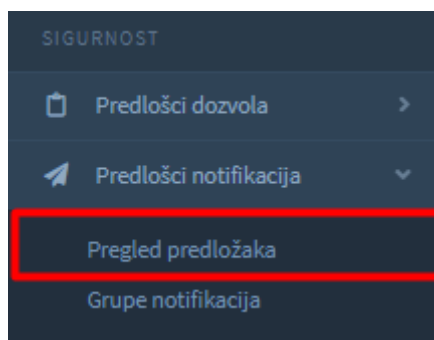 SIGURNOST
Predlošci dozvola
Predlošci notifikacija
Pregled predložaka
Grupe notifikacija